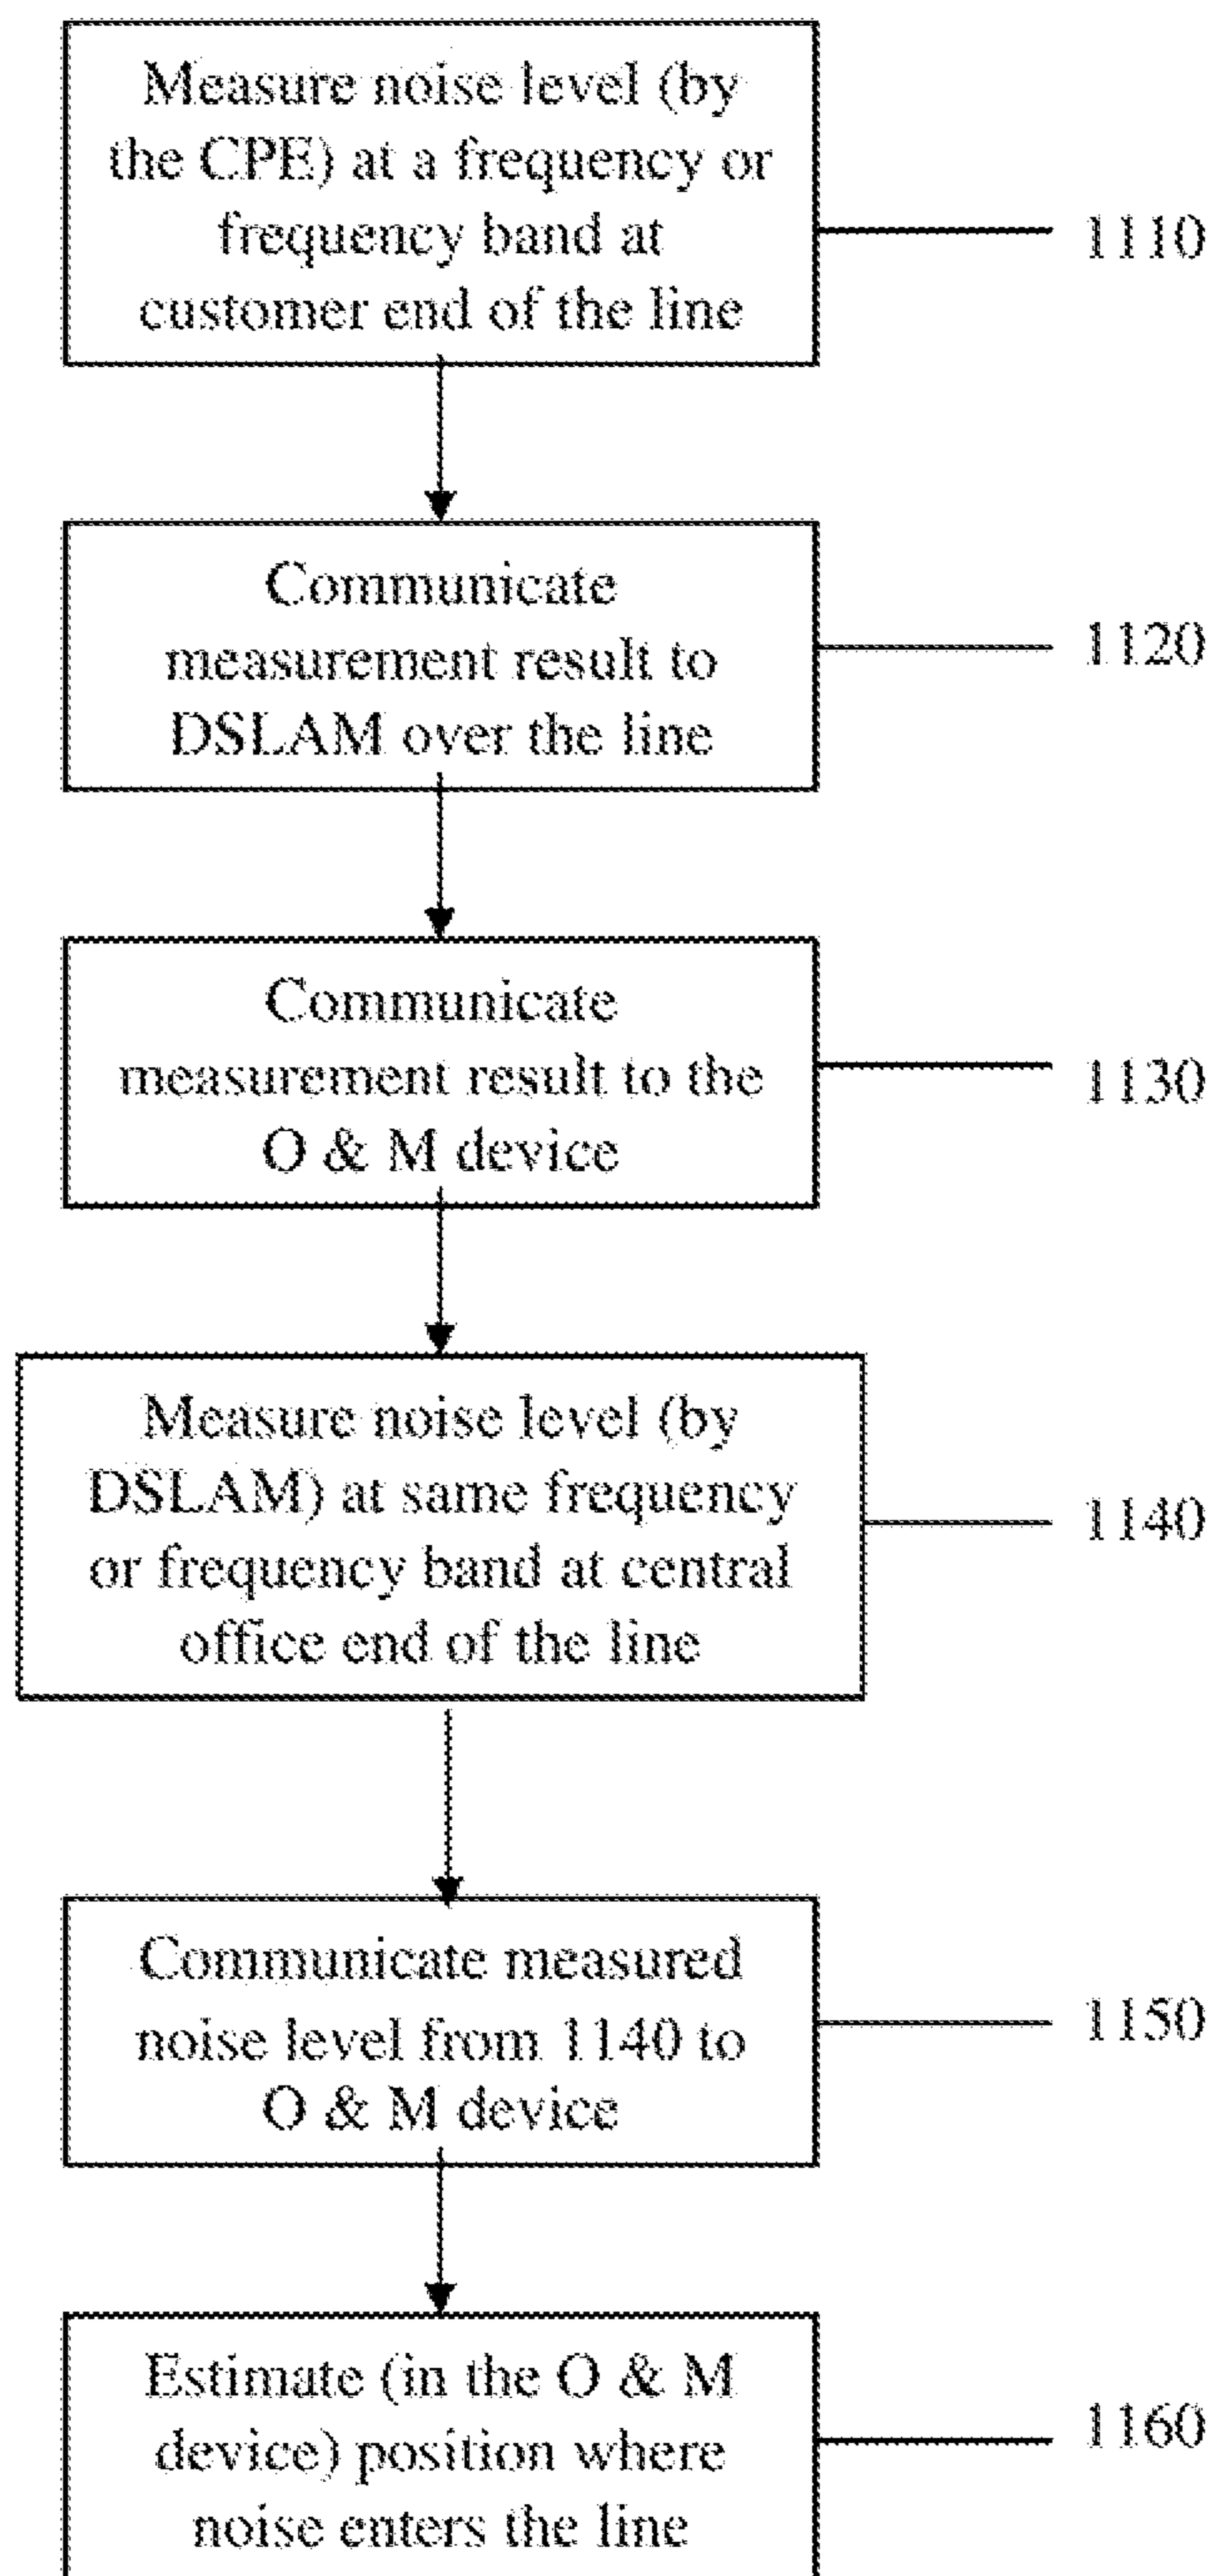 Measure noise level (by
the CPE) at a frequency or
frequency band at
customer end of the line
1110
Communicate
measurement result to
DSLAM over the line
1120
Communicate
measurement result to the
O & M device
1130
Measure noise level (by
DSLAM) at same frequency
or frequency band at central
office end of the line
1140
Communicate measured
noise level from 1140 to
O & M device
1150
Estimate (in the O & M
device) position where
noise enters the line
1160